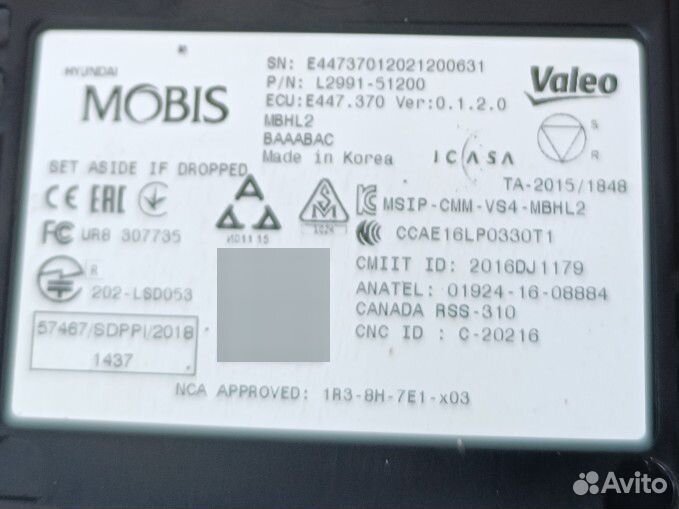 SN: E44737012021200631
HYUNDAI
MOBIS
P/N: L2991-51200
Valeo
ECU:E447.370 Ver:0.1.2.0
MBHL2
BAAABAC
S
R
Made in Korea
ICASA
SET ASIDE IF DROPPED
TA-2015/1848
CE EAC
MSIP-CMM-VS4-MBHL2
FC UR8 307735
CCAE16LP0330T1
R
202-LSD053
CMIIT ID: 2016DJ1179
ANATEL: 01924-16-08884
CANADA RSS-310
57467/SDPPI/2018
1437
CNC ID : C-20216
NCA APPROVED: 1R3-8H-7E1-x03
Avito